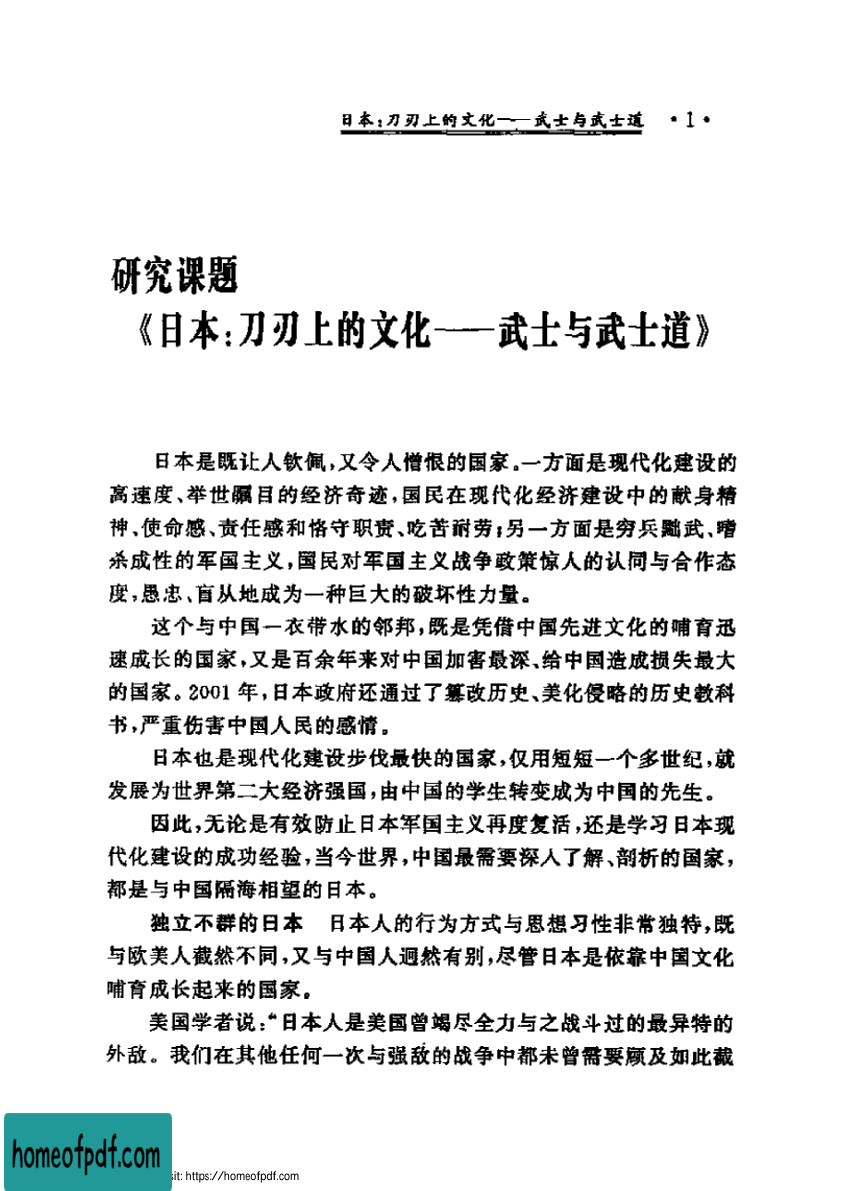 日本:刀刃上的文化——武士与武士道 ·1·
研究课题
《日本:刀刃上的文化——武士与武士道》
日本是既让人钦佩,又令人憎恨的国家。一方面是现代化建设的
高速度、举世瞩目的经济奇迹,国民在现代化经济建设中的献身精
神、使命感、责任感和恪守职责、吃苦耐劳;另一方面是穷兵黩武、嗜
杀成性的军国主义,国民对军国主义战争政策惊人的认同与合作态
度,愚忠、盲从地成为一种巨大的破坏性力量。
这个与中国一衣带水的邻邦,既是凭借中国先进文化的哺育迅
速成长的国家,又是百余年来对中国加害最深、给中国造成损失最大
的国家。2001 年,日本政府还通过了篡改历史、美化侵略的历史教科
书,严重伤害中国人民的感情。
日本也是现代化建设步伐最快的国家,仅用短短一个多世纪,就
发展为世界第二大经济强国,由中国的学生转变成为中国的先生。
因此,无论是有效防止日本军国主义再度复活,还是学习日本现
代化建设的成功经验,当今世界,中国最需要深入了解、剖析的国家,
都是与中国隔海相望的日本。
独立不群的日本 日本人的行为方式与思想习性非常独特,既
与欧美人截然不同,又与中国人迥然有别,尽管日本是依靠中国文化
哺育成长起来的国家。
美国学者说:“日本人是美国曾竭尽全力与之战斗过的最异特的
外敌。我们在其他任何一次与强敌的战争中都未曾需要顾及如此截
homeofpdf.com
sit: https://homeofpdf.com